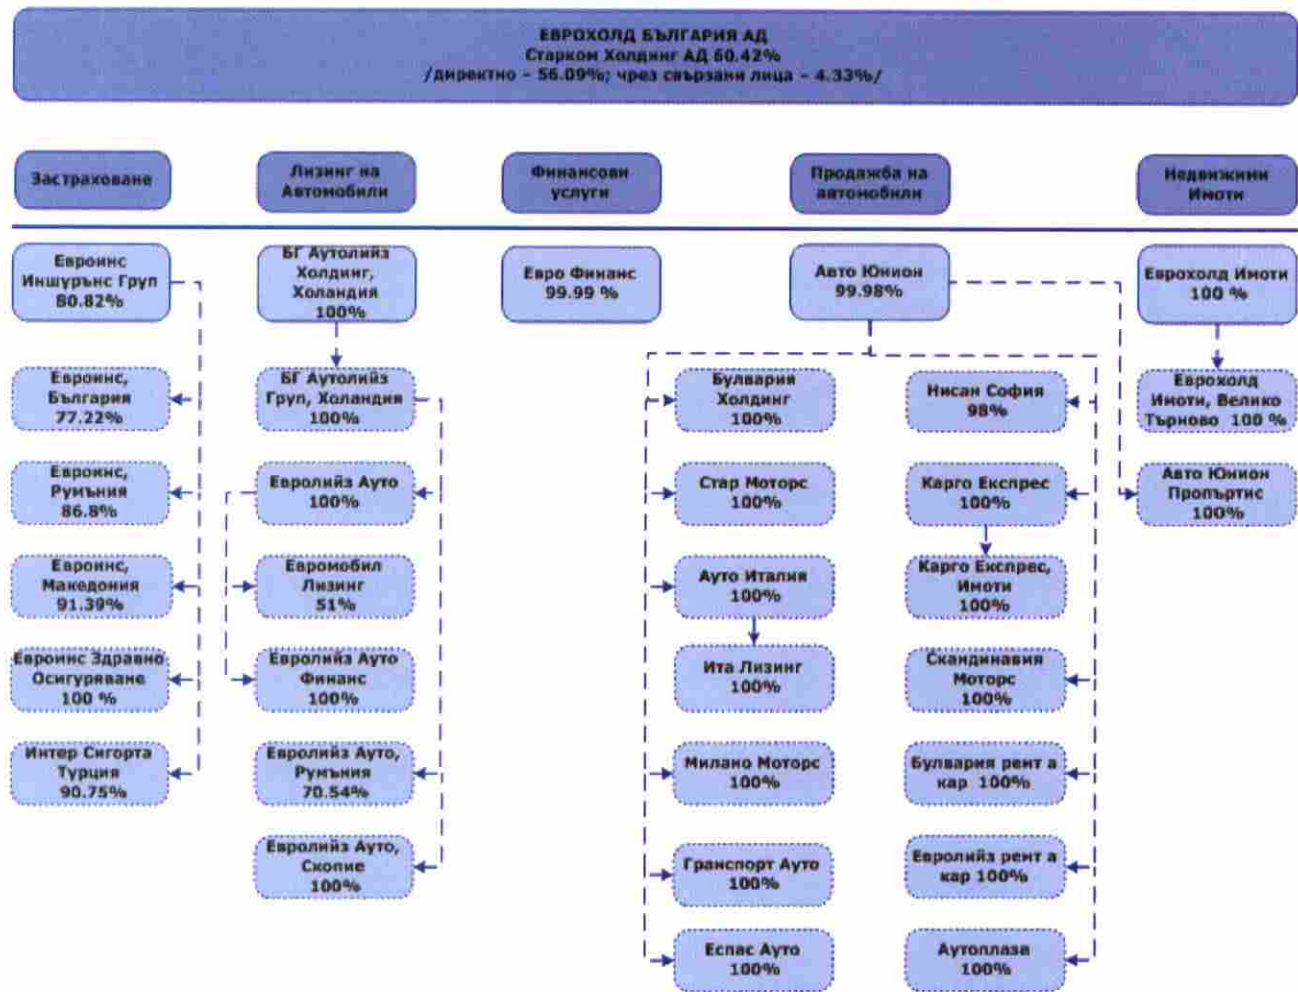 ЕВРОХОЛД БЪЛГАРИЯ АД
Старком Холдинг АД 60.42%
/директно – 56.09%; чрез свързани лица – 4.33%/
Застраховане
Лизинг на
Автомобили
Финансови
услуги
Продажба на
автомобили
Недвижими
Имоти
Евроинс
Иншурънс Груп
80.82%
Евроинс,
България
77.22%
Евроинс,
Румъния
86.8%
Евроинс,
Македония
91.39%
Евроинс Здравно
Осигуряване
100 %
Интер Сигорта
Турция
90.75%
БГ Аутолийз
Холдинг,
Холандия
100%
БГ Аутолийз
Груп, Холандия
100%
Евролийз Ауто
100%
Евромобил
Лизинг
51%
Евролийз Ауто
Финанс
100%
Евролийз Ауто,
Румъния
70.54%
Евролийз Ауто,
Скопие
100%
Евро Финанс
99.99 %
Авто Юнион
99.98%
Булвария
Холдинг
100%
Стар Моторс
100%
Ауто Италия
100%
Ита Лизинг
100%
Милано Моторс
100%
Гранспорт Ауто
100%
Еспас Ауто
100%
Нисан София
98%
Карго Експрес
100%
Карго Експрес,
Имоти
100%
Скандинавия
Моторс
100%
Булвария рент а
кар 100%
Евролийз рент а
кар 100%
Аутоплаза
100%
Еврохолд Имоти
100 %
Еврохолд
Имоти, Велико
Търново 100 %
Авто Юнион
Пропъртис
100%